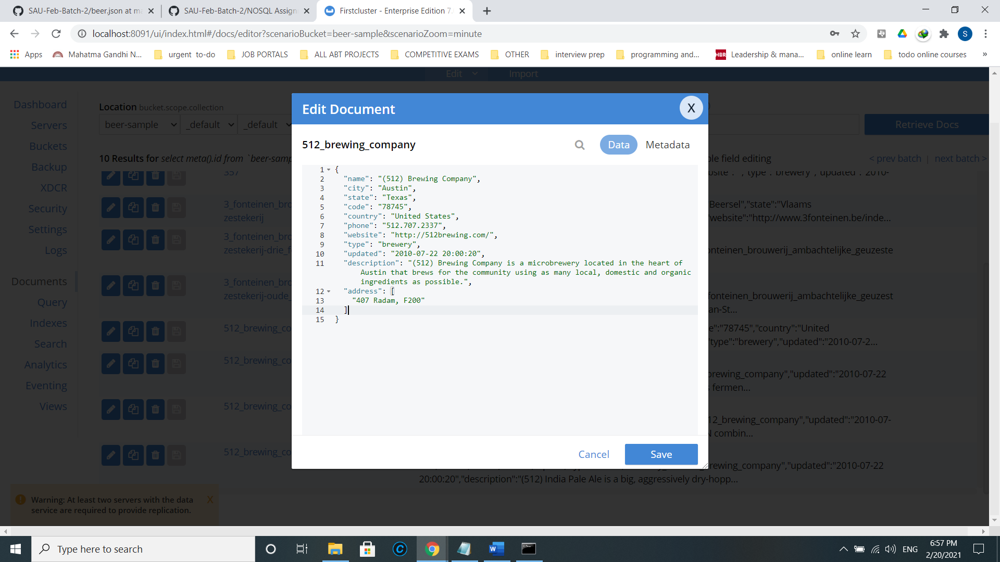 SAU-Feb-Batch-2/beer.json at ma
SAU-Feb-Batch-2/NOSQL Assign
Firstcluster - Enterprise Edition 7.
localhost:8091/ui/index.html#/docs/editor?scenarioBucket=beer-sample&scenarioZoom=minute
S
Apps
Mahatma Gandhi N...
urgent to-do
JOB PORTALS
ALL ABT PROJECTS
COMPETITIVE EXAMS
OTHER
interview prep
programming and...
HBR
Leadership & mana...
online learn
todo online courses
»
Edit
Import
Dashboard
Servers
Buckets
Backup
XDCR
Security
Settings
Logs
Documents
Query
Indexes
Search
Analytics
Eventing
Views
Location bucket.scope.collection
beer-sample
_default
_default
Retrieve Docs
10 Results for select meta().id from `beer-samp
ple field editing
< prev batch | next batch >
357
bsite": "","type":"brewery","updated":"2010-
3_fonteinen_bro
zestekerij
Beersel","state":"Vlaams
"website":"http://www.3fonteinen.be/inde...
3_fonteinen_bro
zestekerij-drie_f
onteinen_brouwerij_ambachtelijke_geuzeste
3_fonteinen_bro
zestekerij-oude_
fonteinen_brouwerij_ambachtelijke_geuzest
an-St...
512_brewing_co
e":"78745","country":"United
"type":"brewery","updated":"2010-07-2...
512_brewing_co
orewing_company","updated":"2010-07-22
s fermen...
512_brewing_co
12_brewing_company","updated":"2010-07-
N combin...
512_brewing_co
rewing_company","updated":"2010-07-22
20:00:20","description":"(512) India Pale Ale is a big, aggressively dry-hopp...
Edit Document
X
512_brewing_company
Data
Metadata
1 {
2 "name": "(512) Brewing Company",
3 "city": "Austin",
4 "state": "Texas",
5 "code": "78745",
6 "country": "United States",
7 "phone": "512.707.2337",
8 "website": "http://512brewing.com/",
9 "type": "brewery",
10 "updated": "2010-07-22 20:00:20",
11 "description": "(512) Brewing Company is a microbrewery located in the heart of
Austin that brews for the community using as many local, domestic and organic
ingredients as possible.",
12 "address": [
13 "407 Radam, F200"
14 ]
15 }
Cancel
Save
Warning: At least two servers with the data
service are required to provide replication.
X
Type here to search
ENG
6:57 PM
2/20/2021